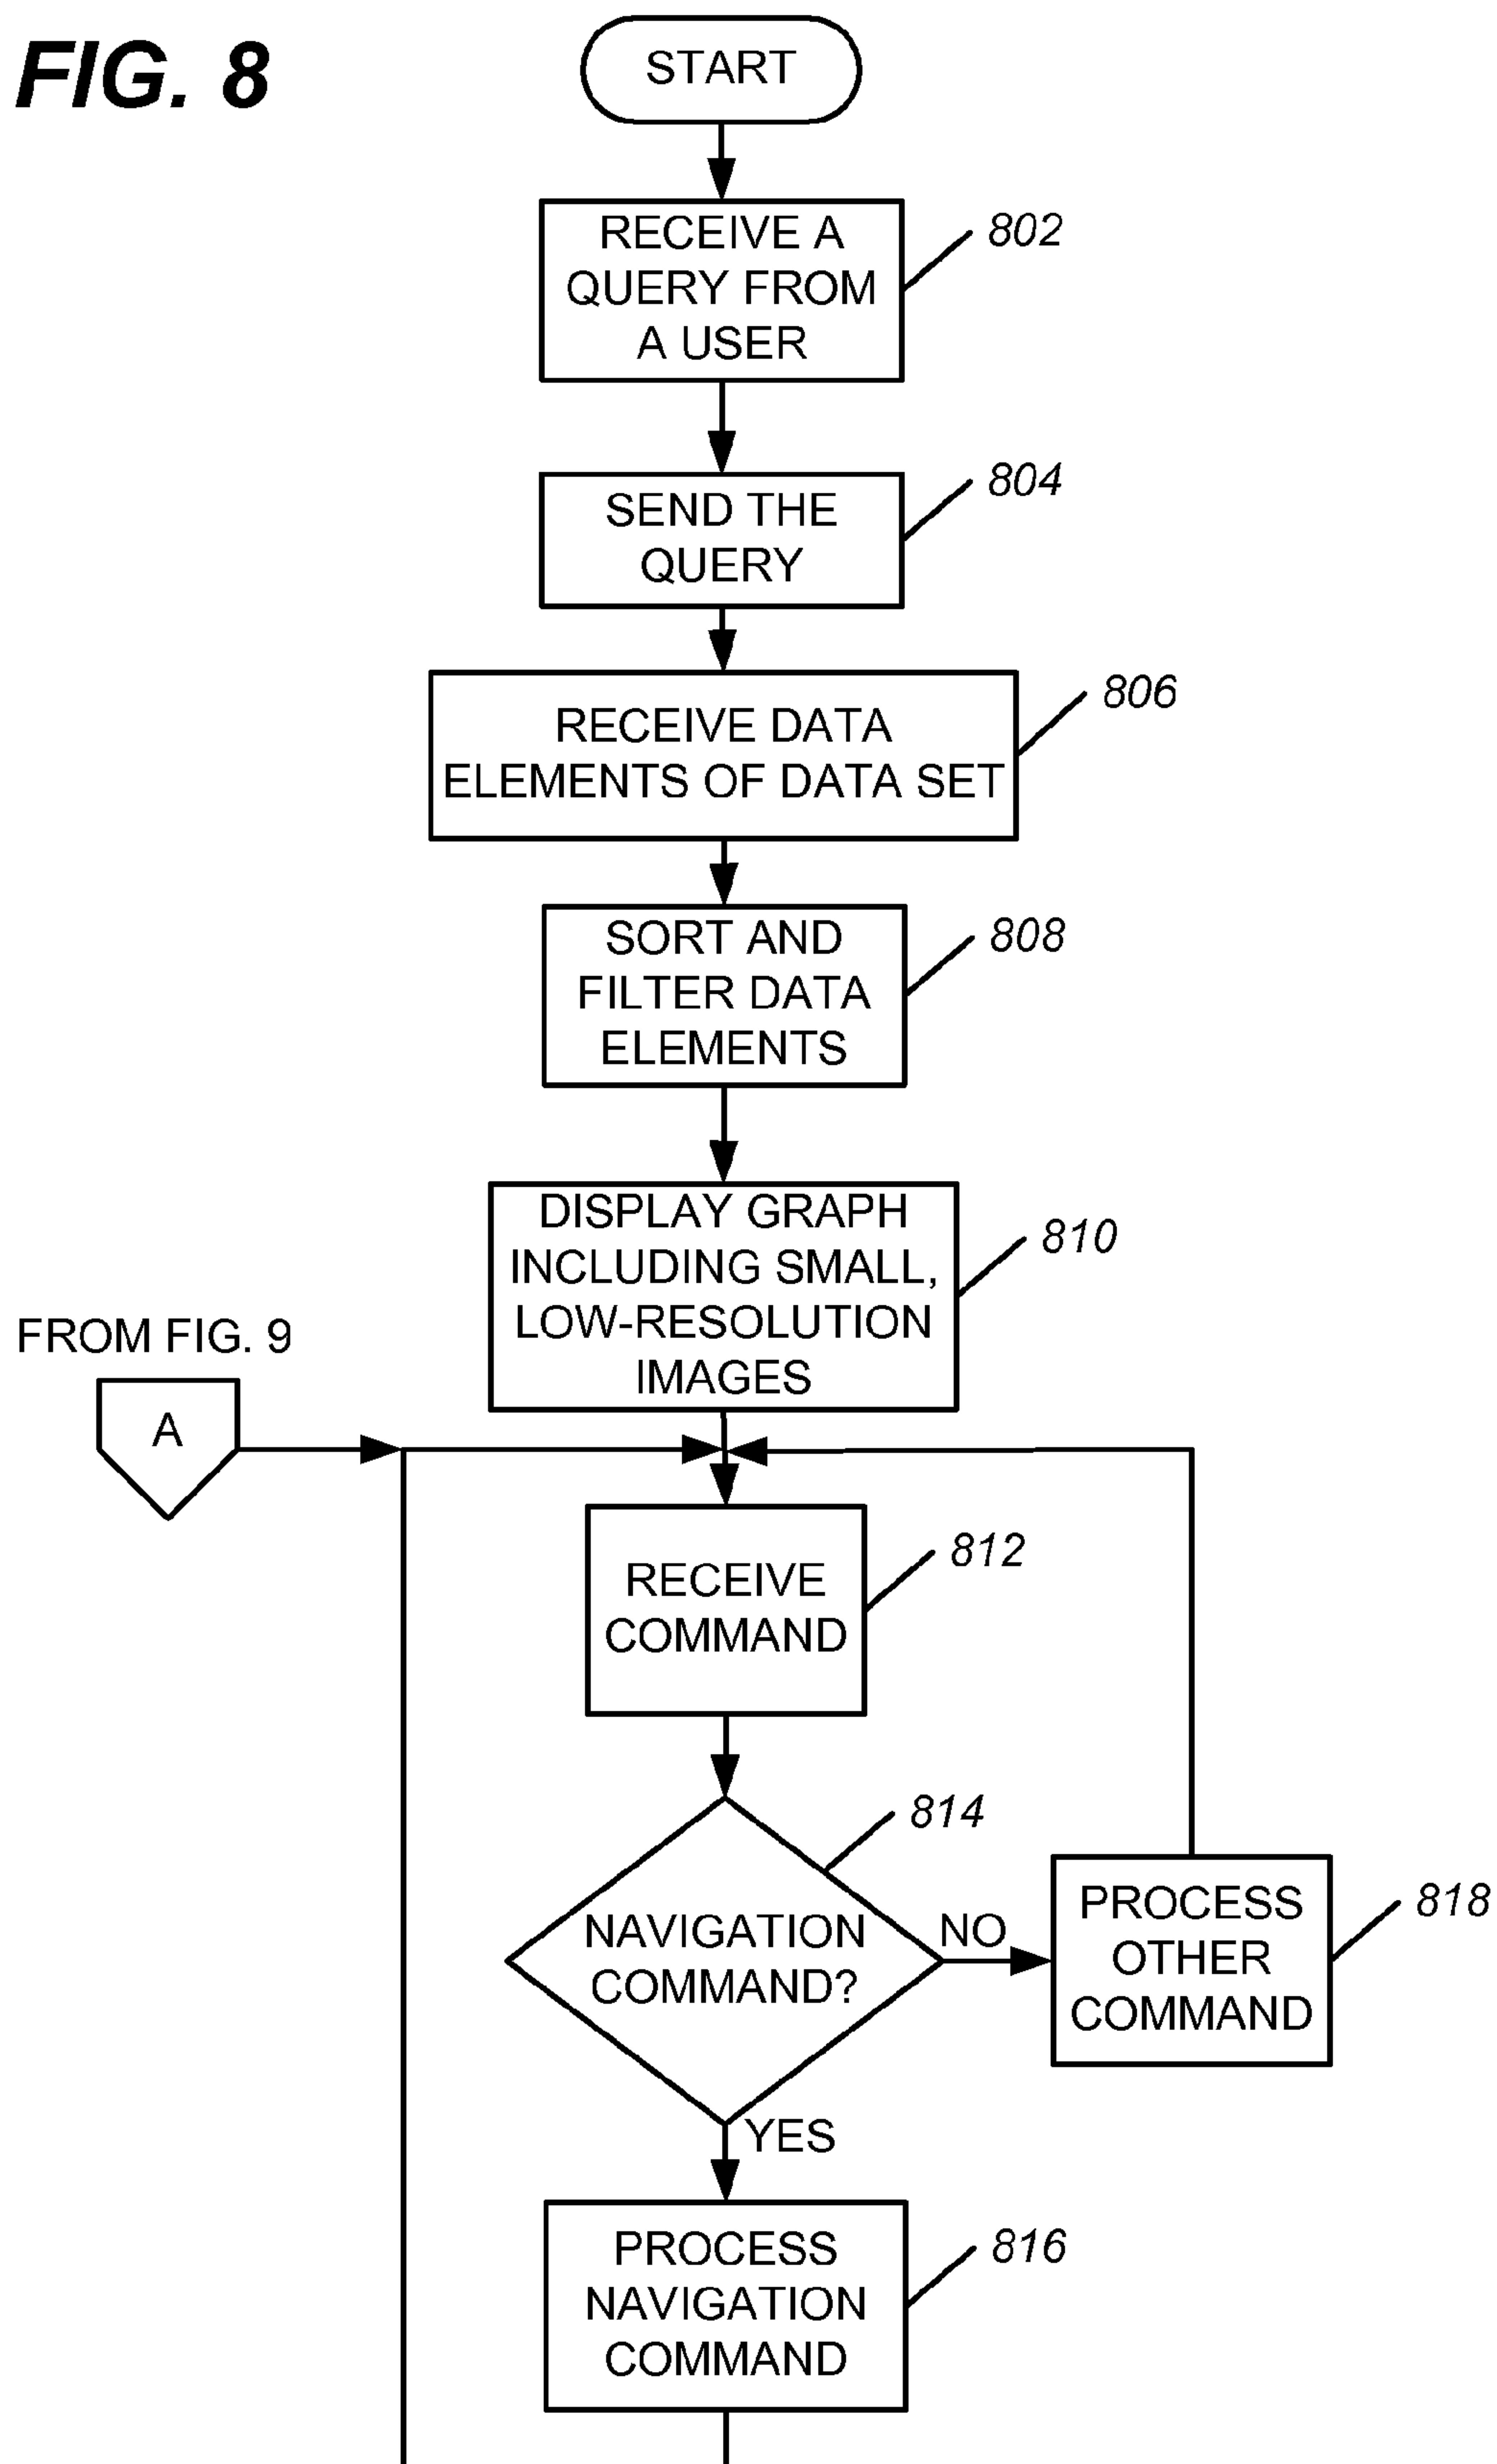 FIG. 8
START
RECEIVE A
QUERY FROM
A USER
802
SEND THE
QUERY
804
RECEIVE DATA
ELEMENTS OF DATA SET
806
SORT AND
FILTER DATA
ELEMENTS
808
DISPLAY GRAPH
INCLUDING SMALL,
LOW-RESOLUTION
IMAGES
810
FROM FIG. 9
A
RECEIVE
COMMAND
812
NAVIGATION
COMMAND?
814
NO
PROCESS
OTHER
COMMAND
818
YES
PROCESS
NAVIGATION
COMMAND
816